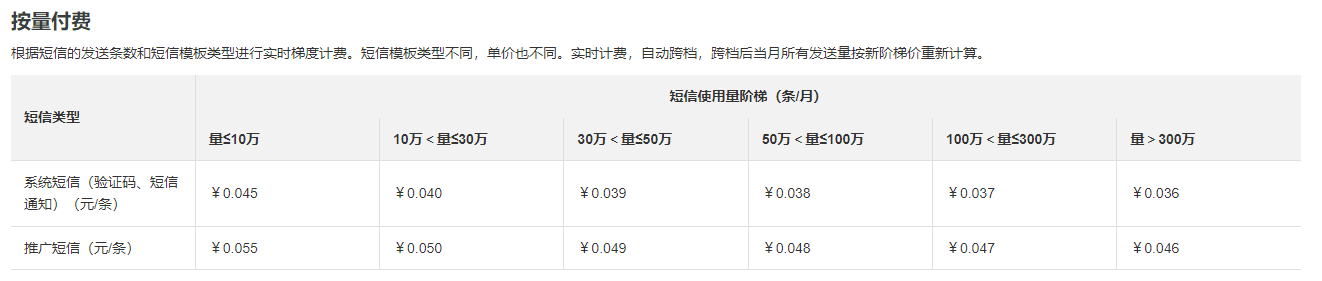 按量付费
根据短信的发送条数和短信模板类型进行实时梯度计费。短信模板类型不同，单价也不同。实时计费，自动跨档，跨档后当月所有发送量按新阶梯价重新计算。
短信类型
短信使用量阶梯（条/月）
量≤10万 10万＜量≤30万 30万＜量≤50万 50万＜量≤100万 100万＜量≤300万 量＞300万
系统短信（验证码、短信
通知）（元/条）
￥0.045 ￥0.040 ￥0.039 ￥0.038 ￥0.037 ￥0.036
推广短信（元/条） ￥0.055 ￥0.050 ￥0.049 ￥0.048 ￥0.047 ￥0.046